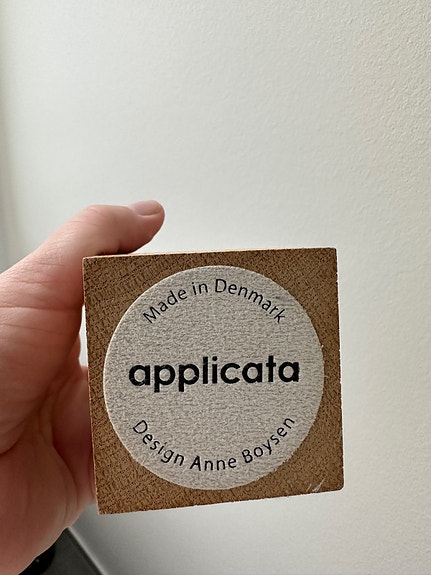 Made in Denmark
applicata
Design Anne Boysen